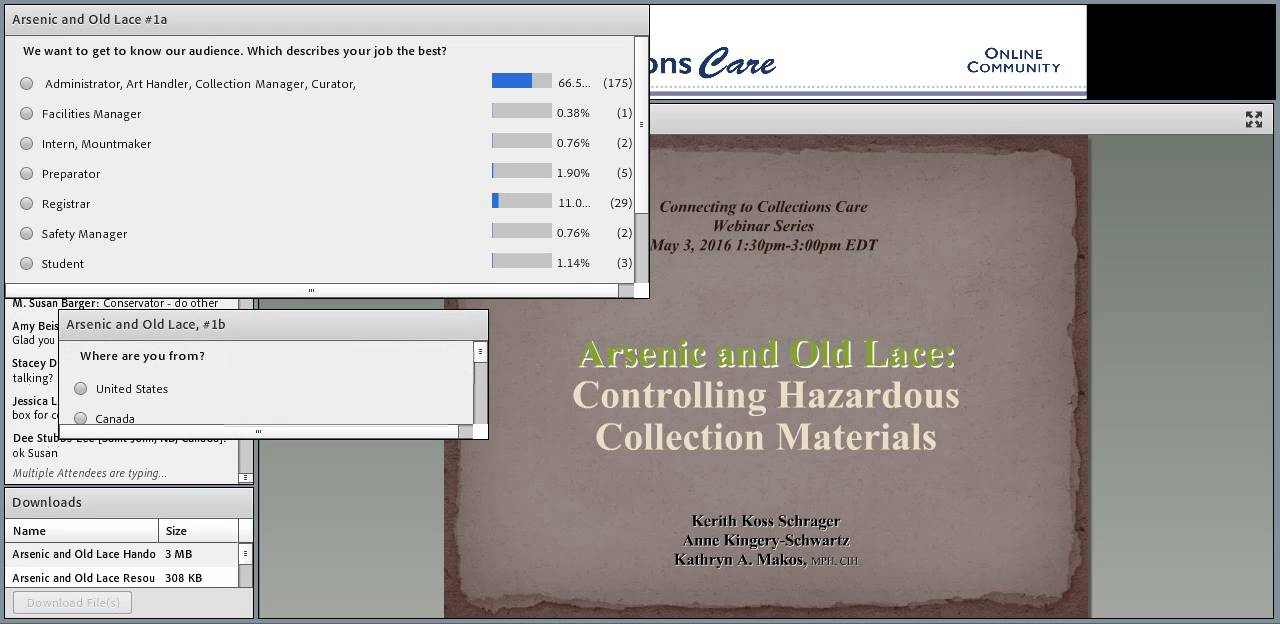 Arsenic and Old Lace #1a
We want to get to know our audience. Which describes your job the best?
Administrator, Art Handler, Collection Manager, Curator, 66.5... (175)
Facilities Manager 0.38% (1)
Intern, Mountmaker 0.76% (2)
Preparator 1.90% (5)
Registrar 11.0... (29)
Safety Manager 0.76% (2)
Student 1.14% (3)
ons Care
ONLINE
COMMUNITY
M. Susan Barger: Conservator - do other
Amy Beis
Glad you
Stacey D
talking?
Jessica L
box for c
Dee Stubbs-Lee [Saint John, NB, Canada]:
ok Susan
Multiple Attendees are typing...
Arsenic and Old Lace, #1b
Where are you from?
United States
Canada
Downloads
Name Size
Arsenic and Old Lace Hando 3 MB
Arsenic and Old Lace Resou 308 KB
Download File(s)
Connecting to Collections Care
Webinar Series
May 3, 2016 1:30pm-3:00pm EDT
Arsenic and Old Lace:
Controlling Hazardous
Collection Materials
Kerith Koss Schrager
Anne Kingery-Schwartz
Kathryn A. Makos, MPH, CIH